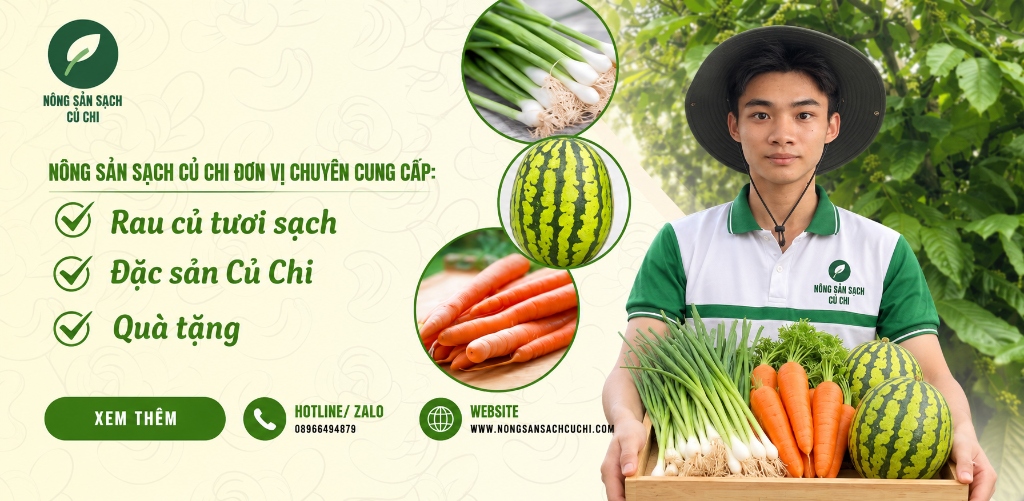 NÔNG SẢN SẠCH
CỦ CHI
NÔNG SẢN SẠCH CỦ CHI ĐƠN VỊ CHUYÊN CUNG CẤP:
Rau củ tươi sạch
Đặc sản Củ Chi
Quà tặng
XEM THÊM
HOTLINE/ ZALO
08966494879
WEBSITE
WWW.NONGSANSACHCUCHI.COM
NÔNG SẢN SẠCH
CỦ CHI